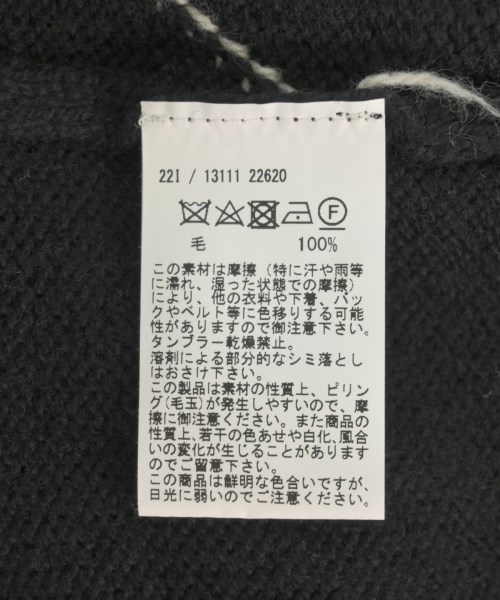 22I / 13111 22620
F
毛 100%
この素材は摩擦（特に汗や雨等
に濡れ、湿った状態での摩擦）
により、他の衣料や下着、バッ
クやベルト等に色移りする可能
性がありますので御注意下さい。
タンブラー乾燥禁止。
溶剤による部分的なシミ落とし
はおさけ下さい。
この製品は素材の性質上、ピリン
グ(毛玉)が発生しやすいので、摩
擦に御注意ください。また商品の
性質上、若干の色あせや白化、風合
いの変化が生じることがあります
のでご留意下さい。
この商品は鮮明な色合いですが、
日光に弱いのでご注意ください。